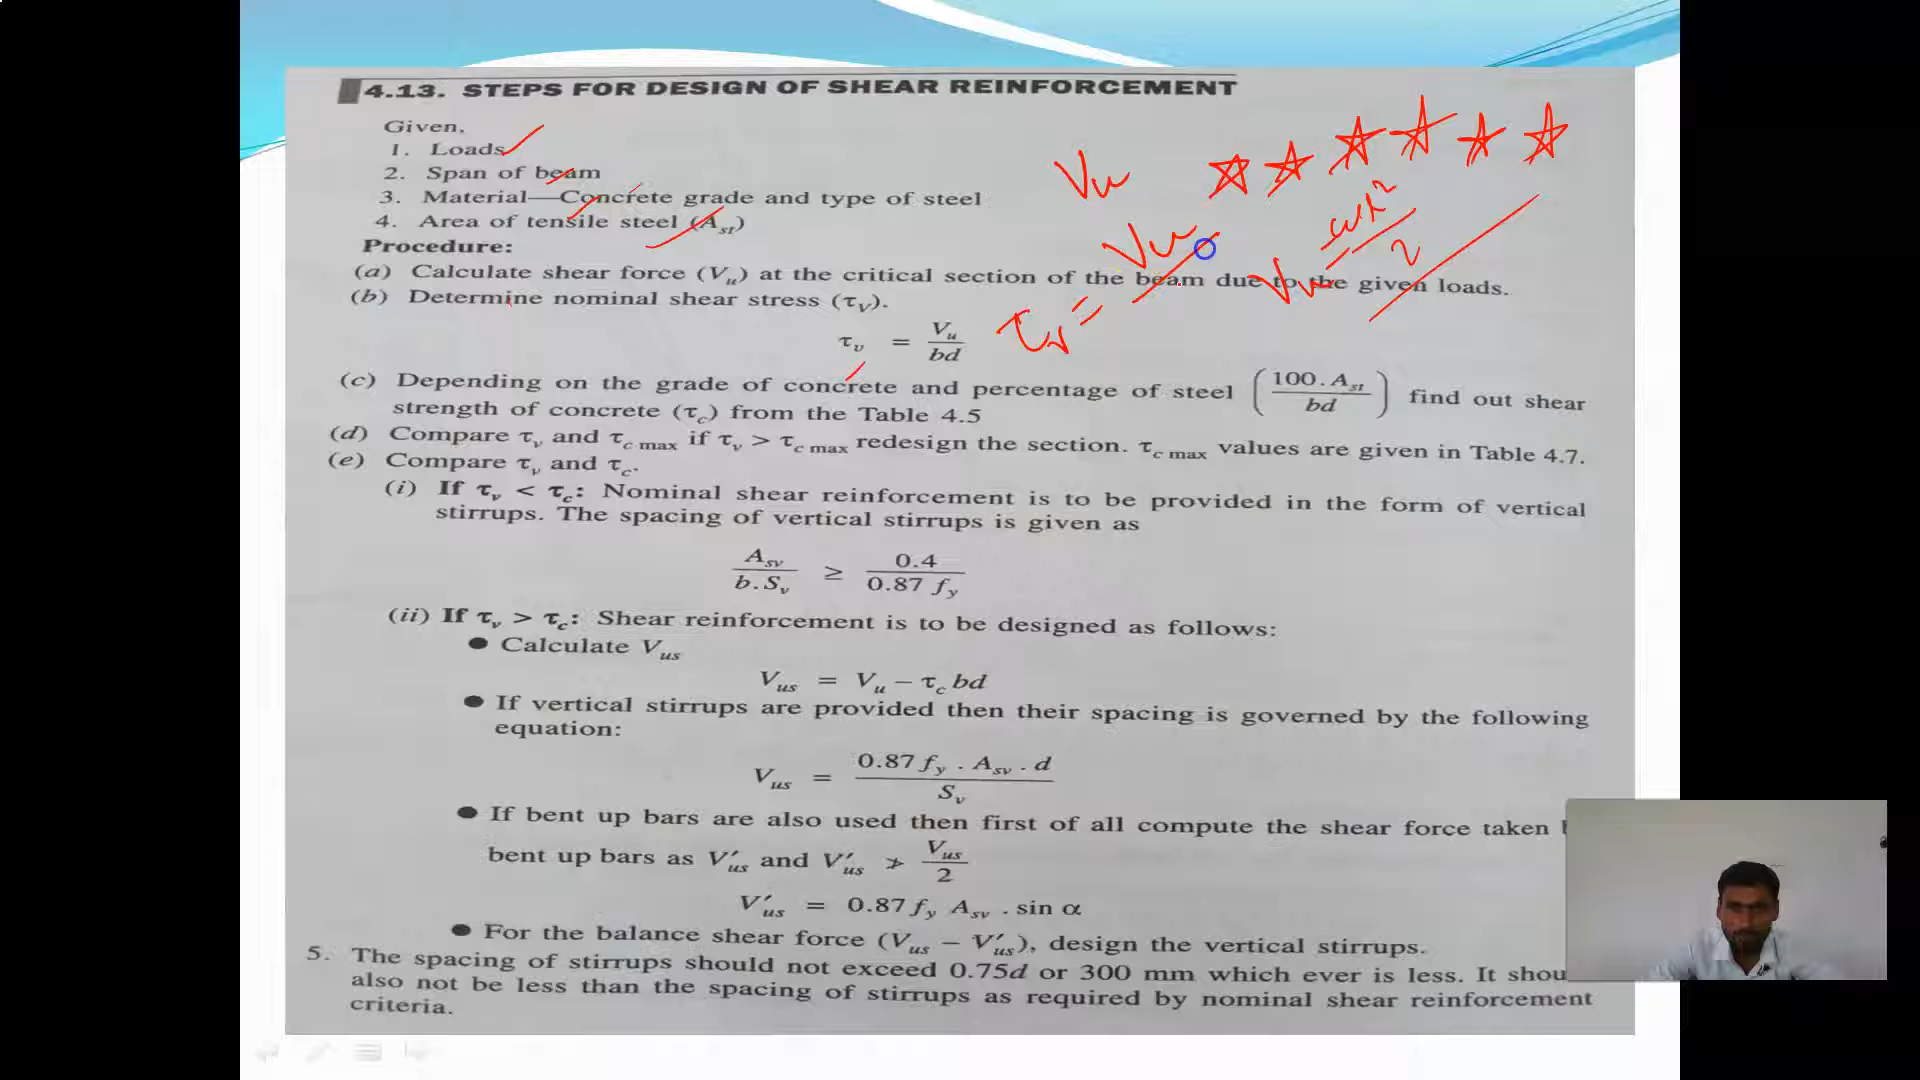 4.13. STEPS FOR DESIGN OF SHEAR REINFORCEMENT
Given,
1. Loads
2. Span of beam
3. Material—Concrete grade and type of steel
4. Area of tensile steel (Ast)
Procedure:
(a) Calculate shear force (Vu) at the critical section of the beam due to the given loads.
(b) Determine nominal shear stress (τv).
τv = Vu / bd
(c) Depending on the grade of concrete and percentage of steel (100 . Ast / bd) find out shear
strength of concrete (τc) from the Table 4.5
(d) Compare τv and τc max if τv > τc max redesign the section. τc max values are given in Table 4.7.
(e) Compare τv and τc.
(i) If τv < τc: Nominal shear reinforcement is to be provided in the form of vertical
stirrups. The spacing of vertical stirrups is given as
Asv / b . Sv ≥ 0.4 / 0.87 fy
(ii) If τv > τc: Shear reinforcement is to be designed as follows:
● Calculate Vus
Vus = Vu − τc bd
● If vertical stirrups are provided then their spacing is governed by the following
equation:
Vus = 0.87 fy . Asv . d / Sv
● If bent up bars are also used then first of all compute the shear force taken
bent up bars as V′us and V′us ≯ Vus / 2
V′us = 0.87 fy Asv . sin α
● For the balance shear force (Vus − V′us), design the vertical stirrups.
5. The spacing of stirrups should not exceed 0.75d or 300 mm which ever is less. It shou
also not be less than the spacing of stirrups as required by nominal shear reinforcement
criteria.
Vu
Vu
τv =
Vu
2